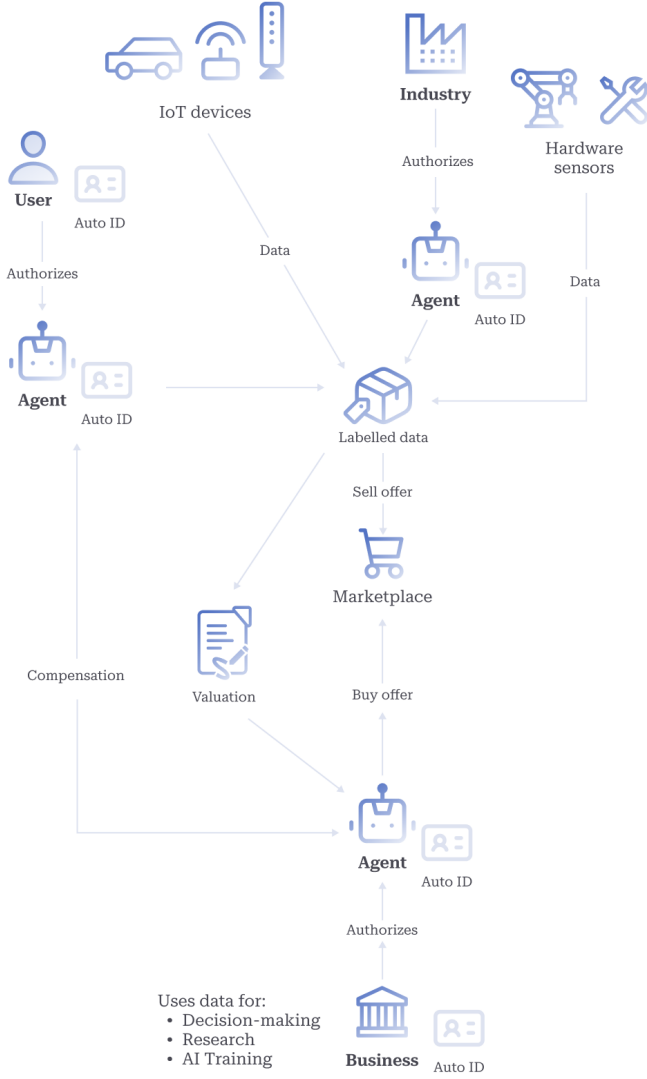 IoT devices
Industry
Hardware
sensors
Authorizes
User
Auto ID
Authorizes
Data
Agent
Auto ID
Data
Agent
Auto ID
Labelled data
Sell offer
Marketplace
Compensation
Valuation
Buy offer
Agent
Auto ID
Authorizes
Uses data for:
• Decision-making
• Research
• AI Training
Business
Auto ID